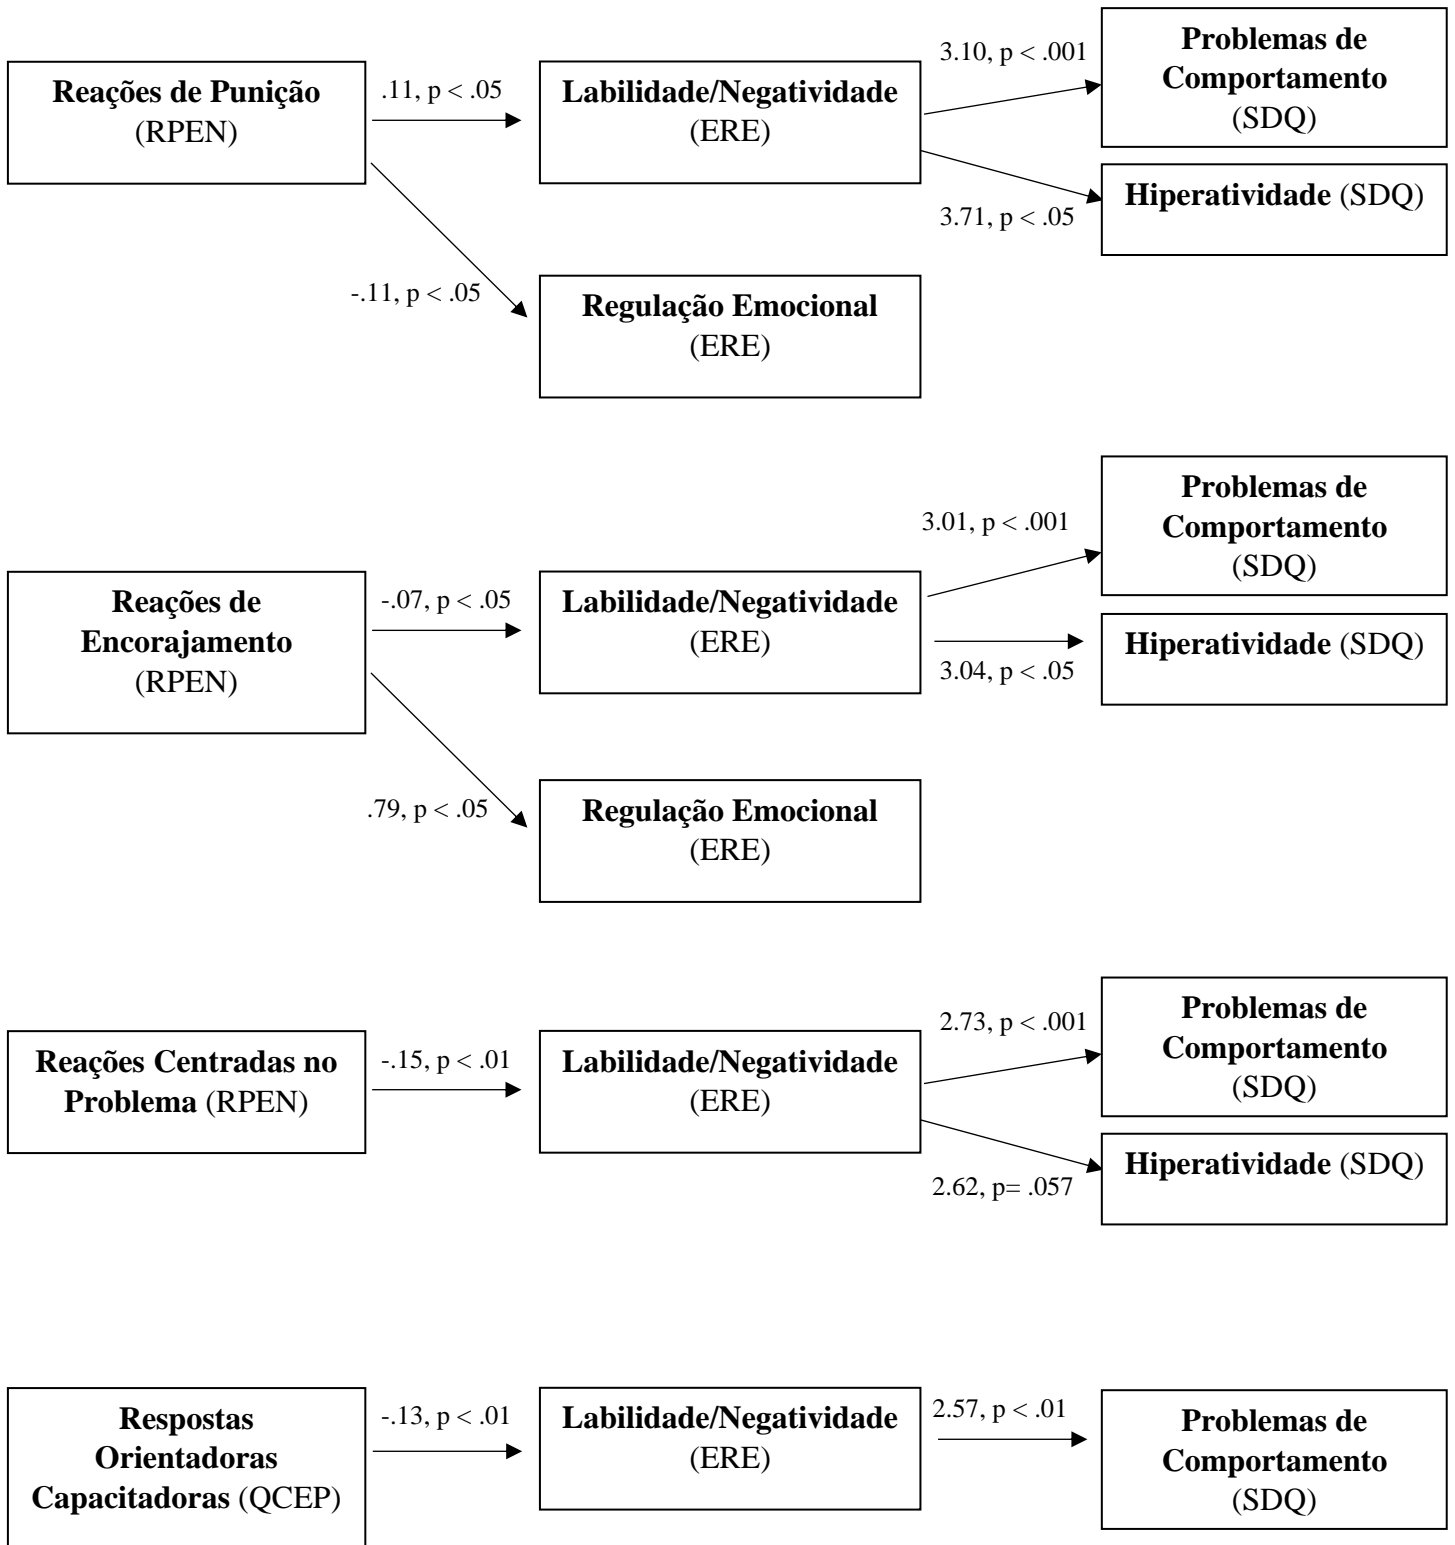 Reações de Punição
(RPEN)
.11, p < .05
Labilidade/Negatividade
(ERE)
3.10, p < .001
Problemas de
Comportamento
(SDQ)
3.71, p < .05
Hiperatividade (SDQ)
-.11, p < .05
Regulação Emocional
(ERE)
Reações de
Encorajamento
(RPEN)
-.07, p < .05
Labilidade/Negatividade
(ERE)
3.01, p < .001
Problemas de
Comportamento
(SDQ)
3.04, p < .05
Hiperatividade (SDQ)
.79, p < .05
Regulação Emocional
(ERE)
Reações Centradas no
Problema (RPEN)
-.15, p < .01
Labilidade/Negatividade
(ERE)
2.73, p < .001
Problemas de
Comportamento
(SDQ)
2.62, p= .057
Hiperatividade (SDQ)
Respostas
Orientadoras
Capacitadoras (QCEP)
-.13, p < .01
Labilidade/Negatividade
(ERE)
2.57, p < .01
Problemas de
Comportamento
(SDQ)